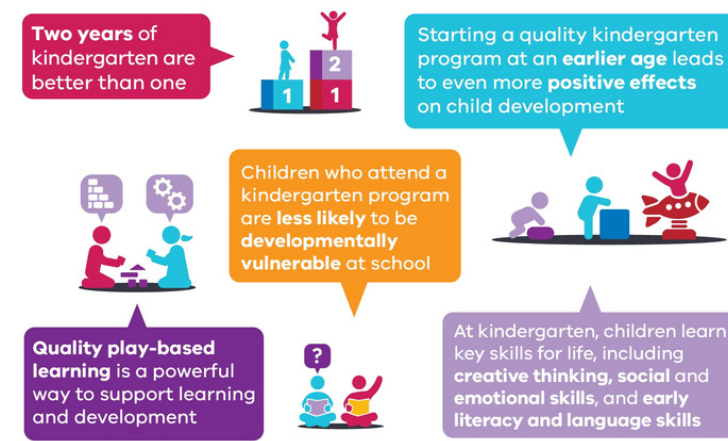 Two years of
kindergarten are
better than one
2
1
1
Starting a quality kindergarten
program at an earlier age leads
to even more positive effects
on child development
Children who attend a
kindergarten program
are less likely to be
developmentally
vulnerable at school
Quality play-based
learning is a powerful
way to support learning
and development
?
At kindergarten, children learn
key skills for life, including
creative thinking, social and
emotional skills, and early
literacy and language skills